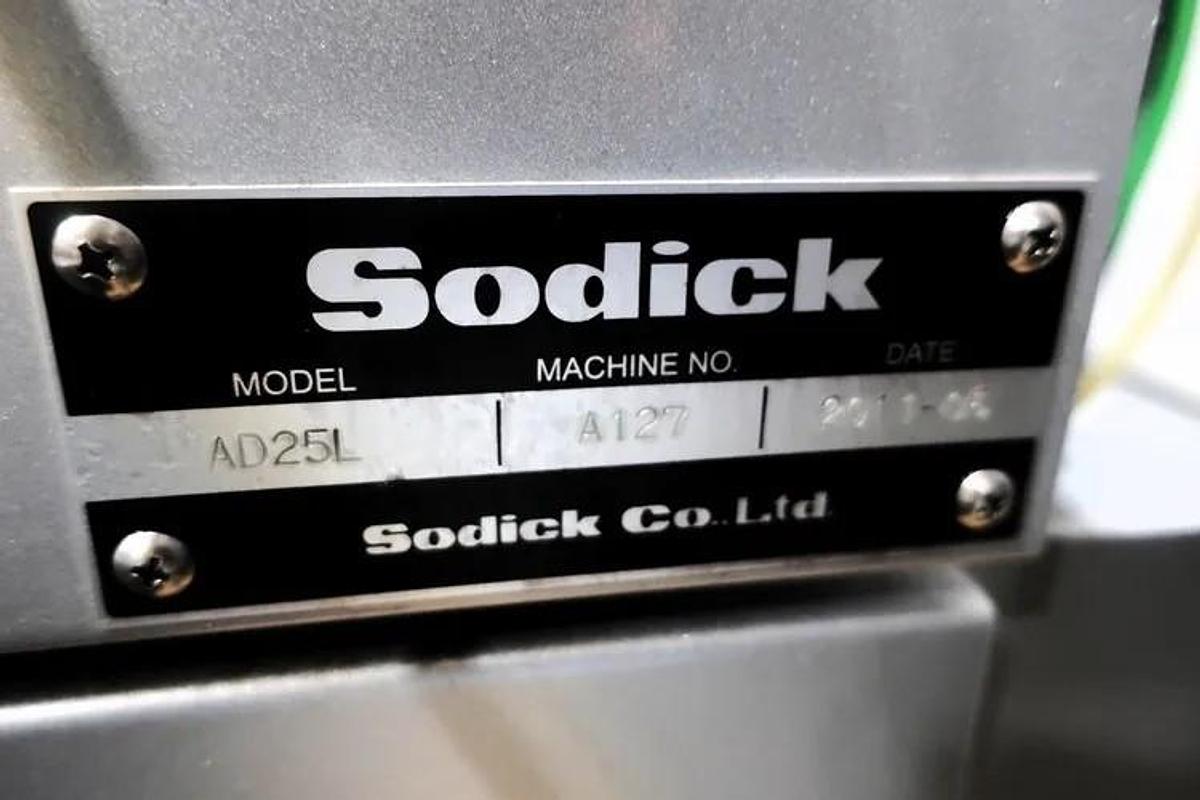 Sodick
MODEL MACHINE NO. DATE
AD25L A127
Sodick Co.,Ltd.